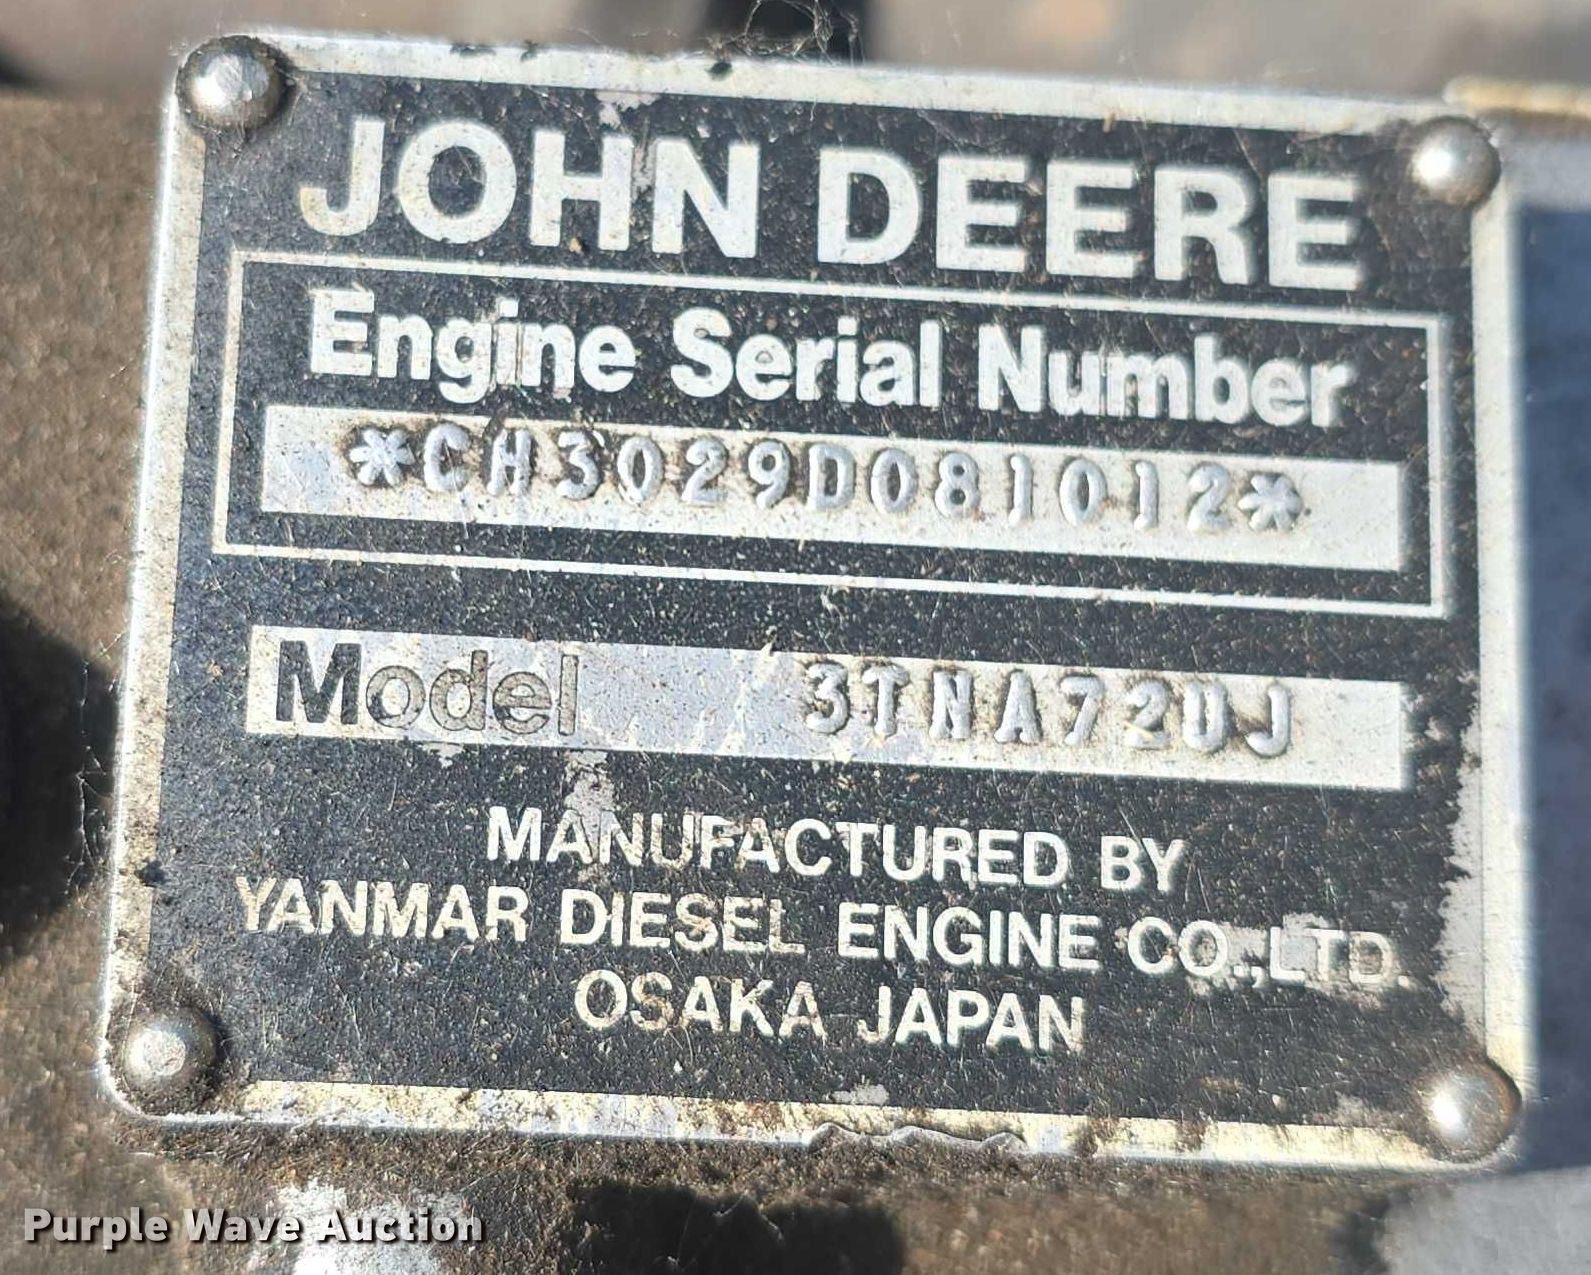 JOHN DEERE
Engine Serial Number
*CH3029D081012*
Model 3TNA72UJ
MANUFACTURED BY
YANMAR DIESEL ENGINE CO.,LTD.
OSAKA JAPAN
Purple Wave Auction